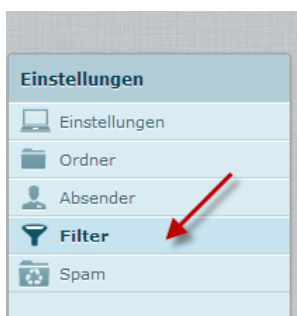 Einstellungen
Einstellungen
Ordner
Absender
Filter
Spam